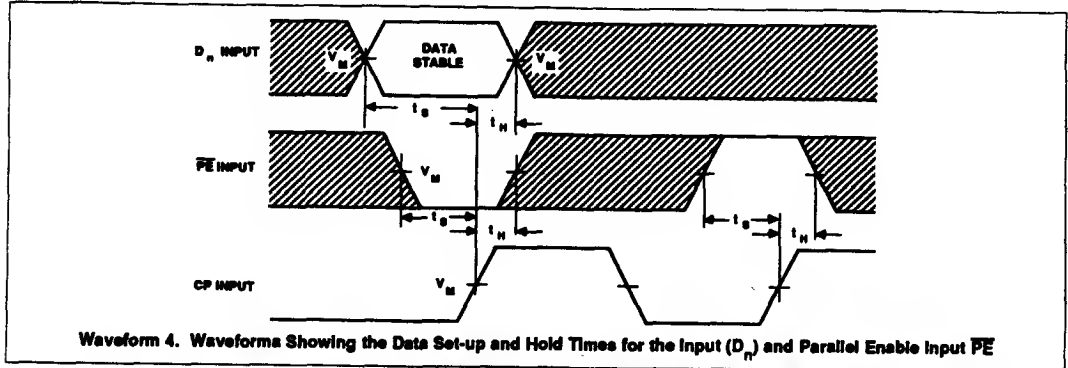 Dn INPUT
VM
DATA
STABLE
VM
ts
tH
PE INPUT
VM
ts
tH
ts
tH
CP INPUT
VM
Waveform 4. Waveforma Showing the Data Set-up and Hold Times for the Input (Dn) and Parallel Enable Input PE